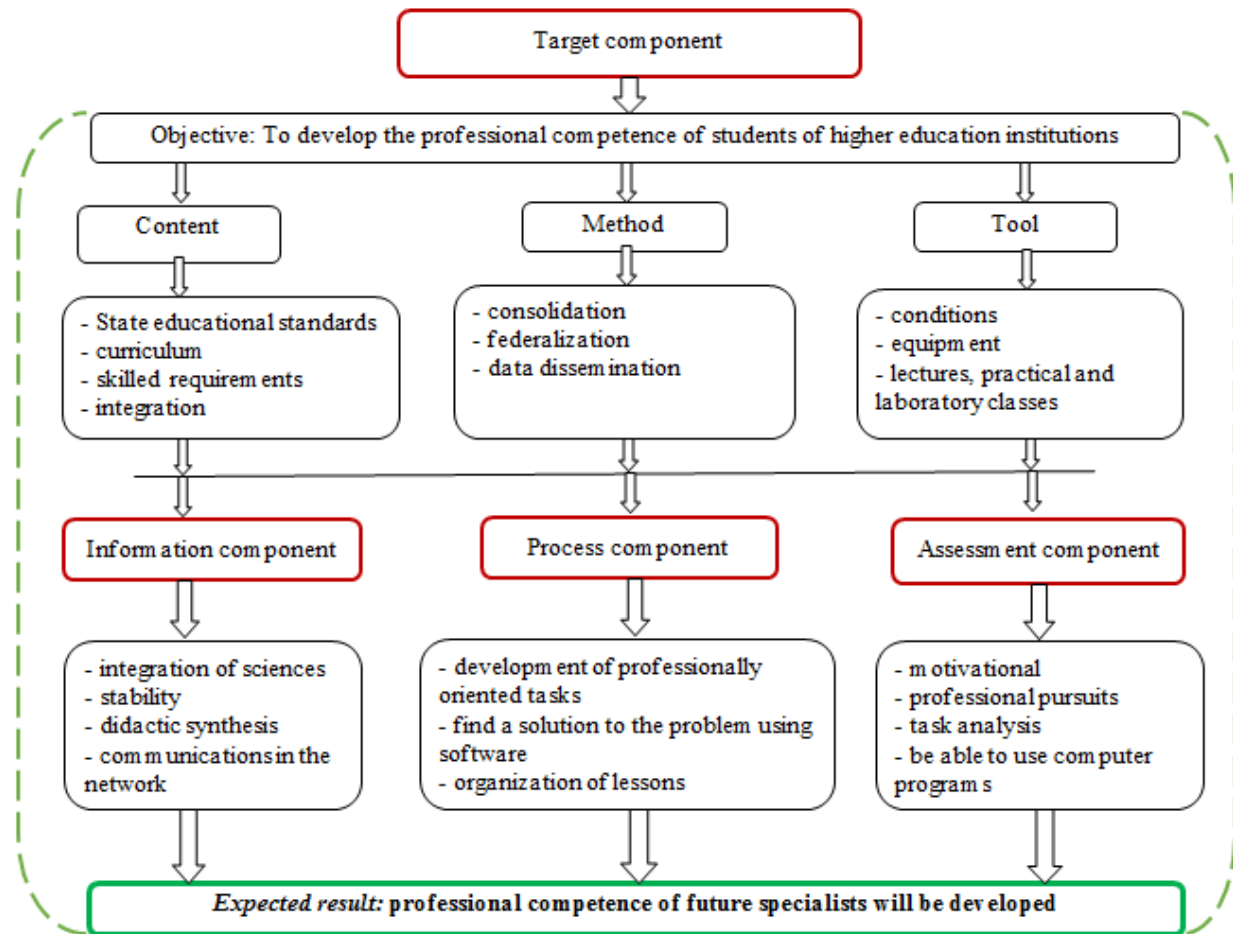 Target component
Objective: To develop the professional competence of students of higher education institutions
Content
Method
Tool
- State educational standards
- curriculum
- skilled requirements
- integration
- consolidation
- federalization
- data dissemination
- conditions
- equipment
- lectures, practical and
laboratory classes
Information component
Process component
Assessment component
- integration of sciences
- stability
- didactic synthesis
- communications in the
network
- development of professionally
oriented tasks
- find a solution to the problem using
software
- organization of lessons
- motivational
- professional pursuits
- task analysis
- be able to use computer
programs
Expected result: professional competence of future specialists will be developed